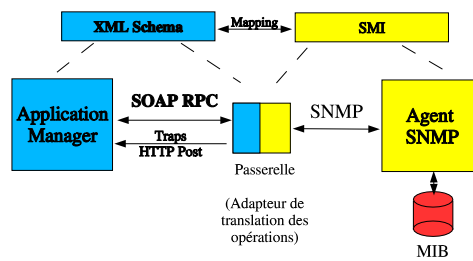 XML Schema
Mapping
SMI
Application
Manager
SOAP RPC
Traps
HTTP Post
SNMP
Agent
SNMP
Passerelle
(Adapteur de
translation des
opérations)
MIB